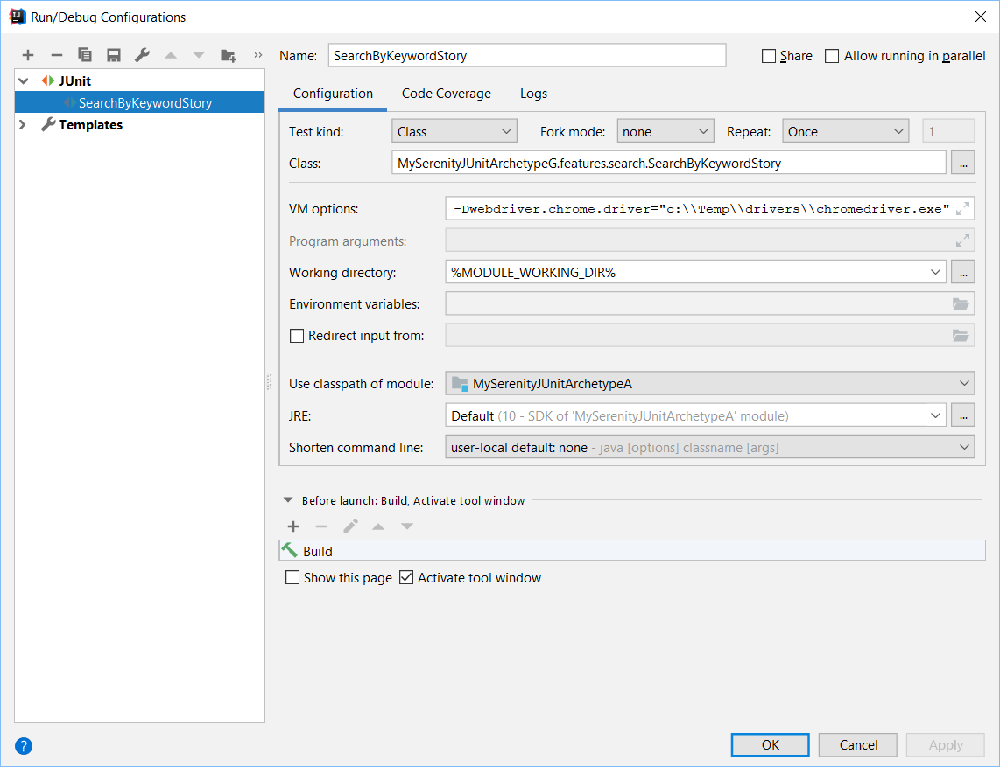 Run/Debug Configurations
Name: SearchByKeywordStory Share Allow running in parallel
JUnit
SearchByKeywordStory
Templates
Configuration Code Coverage Logs
Test kind: Class Fork mode: none Repeat: Once 1
Class: MySerenityJUnitArchetypeG.features.search.SearchByKeywordStory ...
VM options: -Dwebdriver.chrome.driver="c:\\Temp\\drivers\\chromedriver.exe"
Program arguments:
Working directory: %MODULE_WORKING_DIR% ...
Environment variables:
Redirect input from:
Use classpath of module: MySerenityJUnitArchetypeA
JRE: Default (10 - SDK of 'MySerenityJUnitArchetypeA' module) ...
Shorten command line: user-local default: none - java [options] classname [args]
Before launch: Build, Activate tool window
Build
Show this page Activate tool window
? OK Cancel Apply